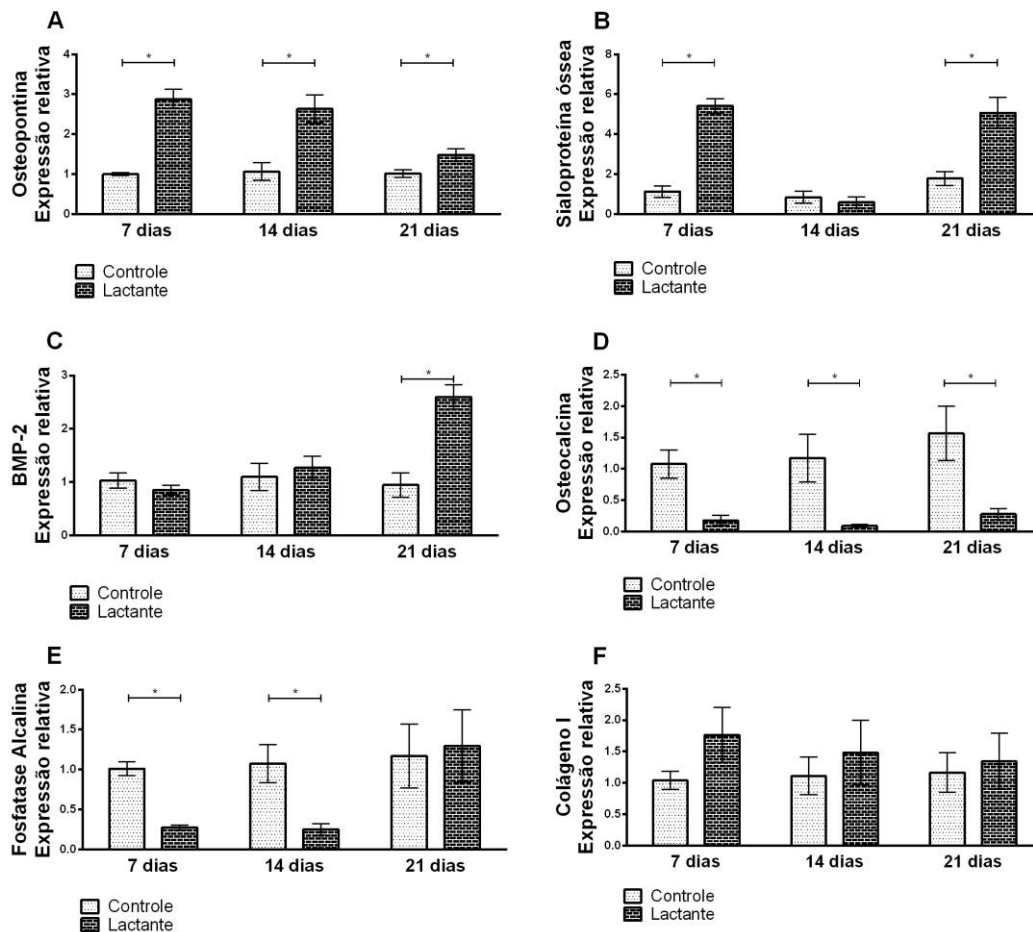 A
Osteopontina
Expressão relativa
4
3
2
1
0
*
*
*
7 dias
14 dias
21 dias
Controle
Lactante
B
Sialoproteína óssea
Expressão relativa
8
6
4
2
0
*
*
7 dias
14 dias
21 dias
Controle
Lactante
C
BMP-2
Expressão relativa
3
2
1
0
*
7 dias
14 dias
21 dias
Controle
Lactante
D
Osteocalcina
Expressão relativa
2.5
2.0
1.5
1.0
0.5
0.0
*
*
*
7 dias
14 dias
21 dias
Controle
Lactante
E
Fosfatase Alcalina
Expressão relativa
2.0
1.5
1.0
0.5
0.0
*
*
7 dias
14 dias
21 dias
Controle
Lactante
F
Colágeno I
Expressão relativa
2.5
2.0
1.5
1.0
0.5
0.0
7 dias
14 dias
21 dias
Controle
Lactante